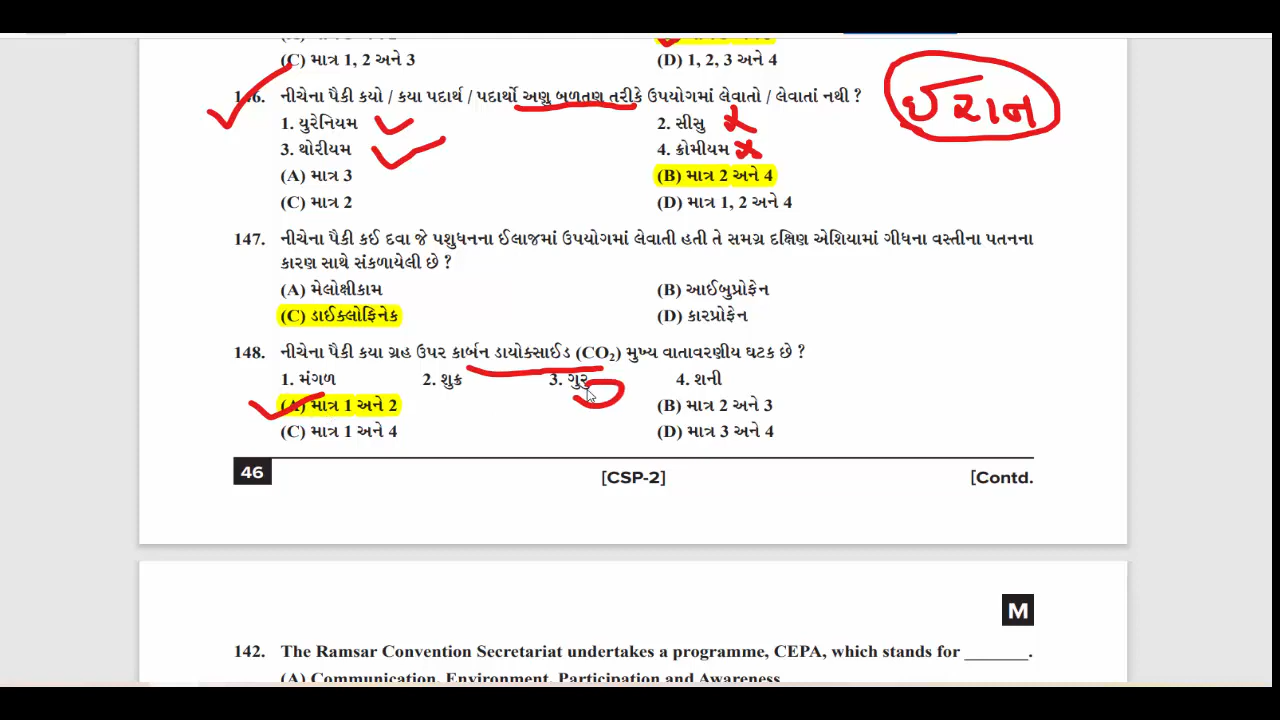 (C) માત્ર 1, 2 અને 3
(D) 1, 2, 3 અને 4
146. નીચેના પૈકી કયો / કયા પદાર્થ / પદાર્થો અણુ બળતણ તરીકે ઉપયોગમાં લેવાતો / લેવાતાં નથી ?
ઈરાન
1. યુરેનિયમ
2. સીસુ
3. થોરીયમ
4. ક્રોમીયમ
(A) માત્ર 3
(B) માત્ર 2 અને 4
(C) માત્ર 2
(D) માત્ર 1, 2 અને 4
147. નીચેના પૈકી કઈ દવા જે પશુધનના ઈલાજમાં ઉપયોગમાં લેવાતી હતી તે સમગ્ર દક્ષિણ એશિયામાં ગીધના વસ્તીના પતનના
કારણ સાથે સંકળાયેલી છે ?
(A) મેલોક્ષીકામ
(B) આઈબુપ્રોફેન
(C) ડાઈક્લોફિનેક
(D) કારપ્રોફેન
148. નીચેના પૈકી કયા ગ્રહ ઉપર કાર્બન ડાયોક્સાઈડ (CO₂) મુખ્ય વાતાવરણીય ઘટક છે ?
1. મંગળ 2. શુક્ર 3. ગુરુ 4. શની
(A) માત્ર 1 અને 2
(B) માત્ર 2 અને 3
(C) માત્ર 1 અને 4
(D) માત્ર 3 અને 4
46 [CSP-2] [Contd.
M
142. The Ramsar Convention Secretariat undertakes a programme, CEPA, which stands for _______.
(A) Communication, Environment, Participation and Awareness